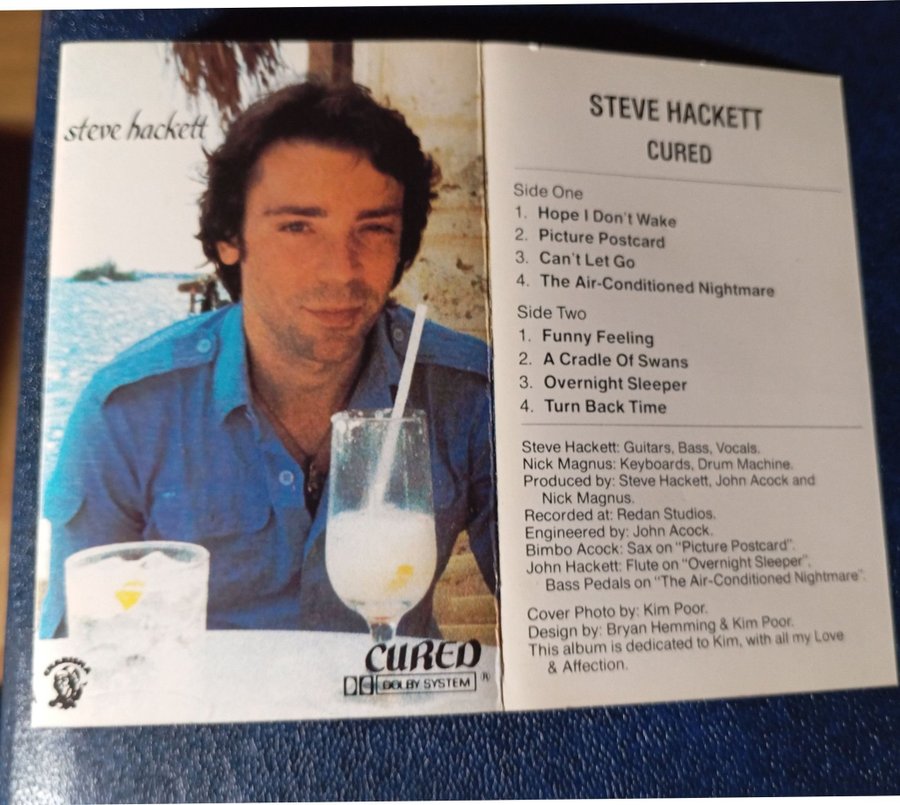 steve hackett
CHARISMA
CURED
DOLBY SYSTEM ®
STEVE HACKETT
CURED
Side One
1. Hope I Don't Wake
2. Picture Postcard
3. Can't Let Go
4. The Air-Conditioned Nightmare
Side Two
1. Funny Feeling
2. A Cradle Of Swans
3. Overnight Sleeper
4. Turn Back Time
Steve Hackett: Guitars, Bass, Vocals.
Nick Magnus: Keyboards, Drum Machine.
Produced by: Steve Hackett, John Acock and
Nick Magnus.
Recorded at: Redan Studios.
Engineered by: John Acock.
Bimbo Acock: Sax on "Picture Postcard".
John Hackett: Flute on "Overnight Sleeper".
Bass Pedals on "The Air-Conditioned Nightmare".
Cover Photo by: Kim Poor.
Design by: Bryan Hemming & Kim Poor.
This album is dedicated to Kim, with all my Love
& Affection.